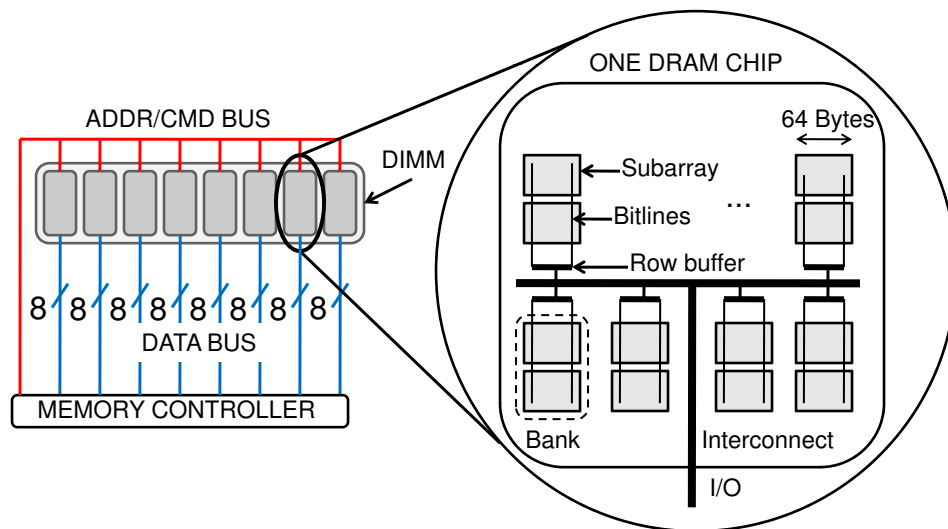 ONE DRAM CHIP
ADDR/CMD BUS
64 Bytes
DIMM
Subarray
...
Bitlines
Row buffer
8 8 8 8 8 8 8 8
DATA BUS
MEMORY CONTROLLER
Bank
Interconnect
I/O